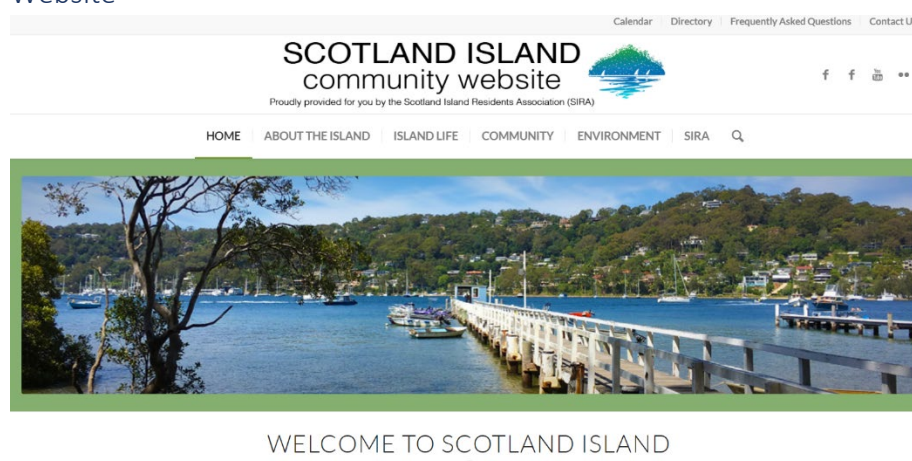 Website
Calendar Directory Frequently Asked Questions Contact U
SCOTLAND ISLAND
community website
Proudly provided for you by the Scotland Island Residents Association (SIRA)
HOME ABOUT THE ISLAND ISLAND LIFE COMMUNITY ENVIRONMENT SIRA
WELCOME TO SCOTLAND ISLAND